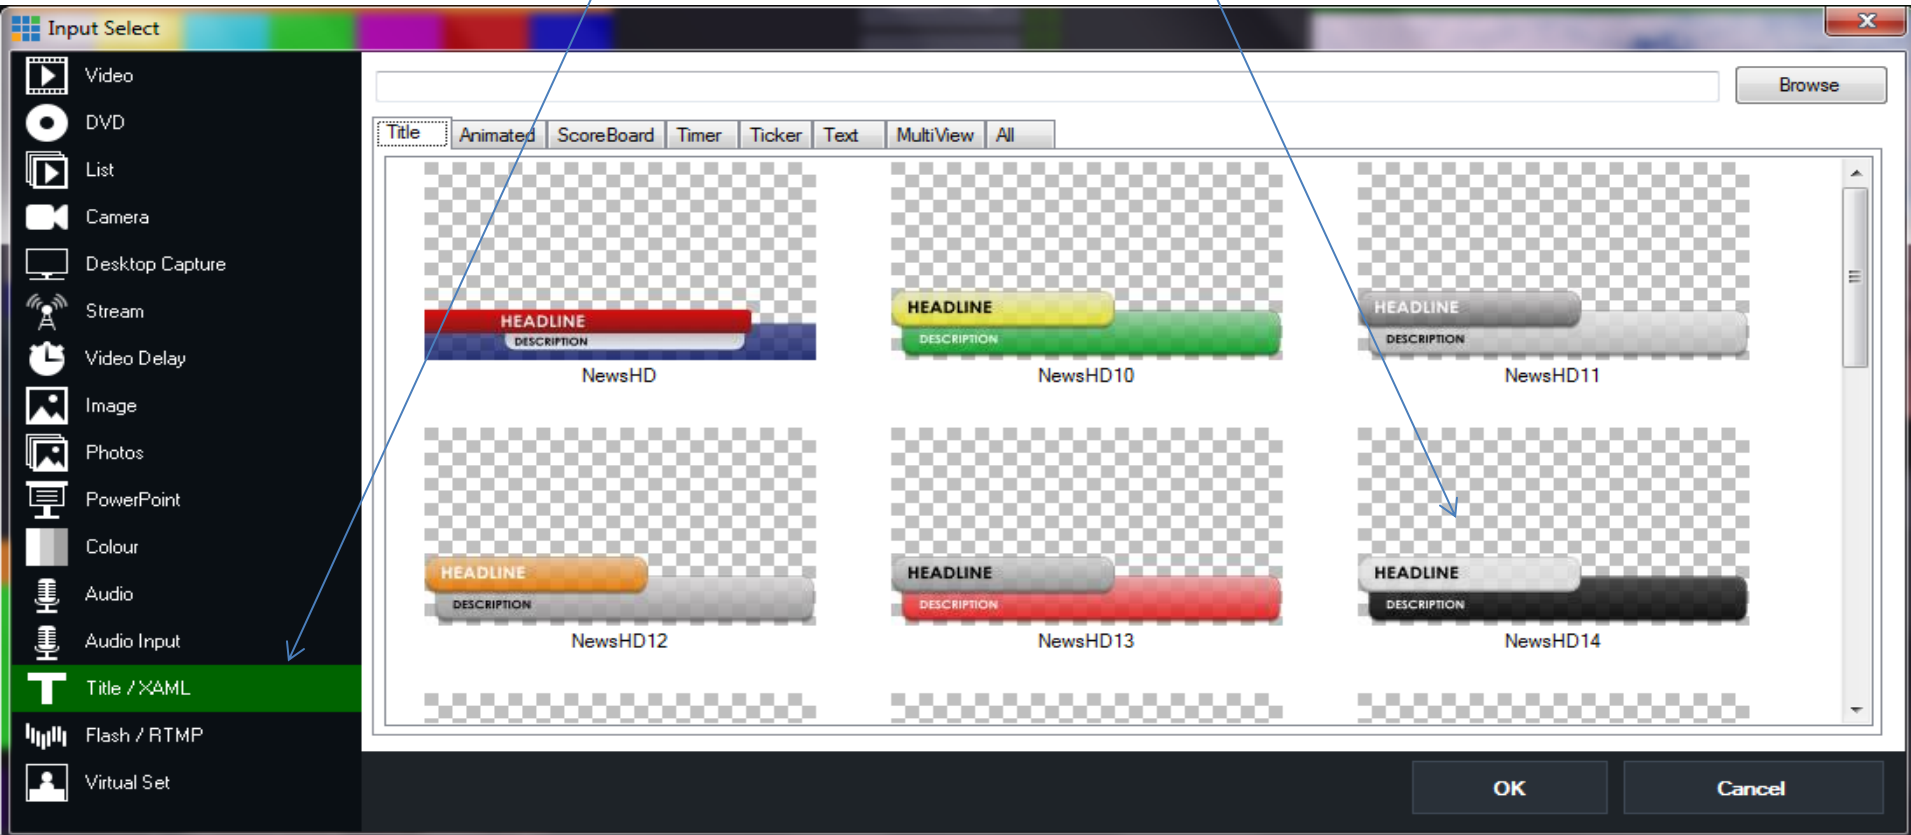 Input Select
Video
DVD
List
Camera
Desktop Capture
Stream
Video Delay
Image
Photos
PowerPoint
Colour
Audio
Audio Input
Title / XAML
Flash / RTMP
Virtual Set
Browse
Title Animated ScoreBoard Timer Ticker Text MultiView All
HEADLINE
DESCRIPTION
NewsHD
HEADLINE
DESCRIPTION
NewsHD10
HEADLINE
DESCRIPTION
NewsHD11
HEADLINE
DESCRIPTION
NewsHD12
HEADLINE
DESCRIPTION
NewsHD13
HEADLINE
DESCRIPTION
NewsHD14
OK Cancel